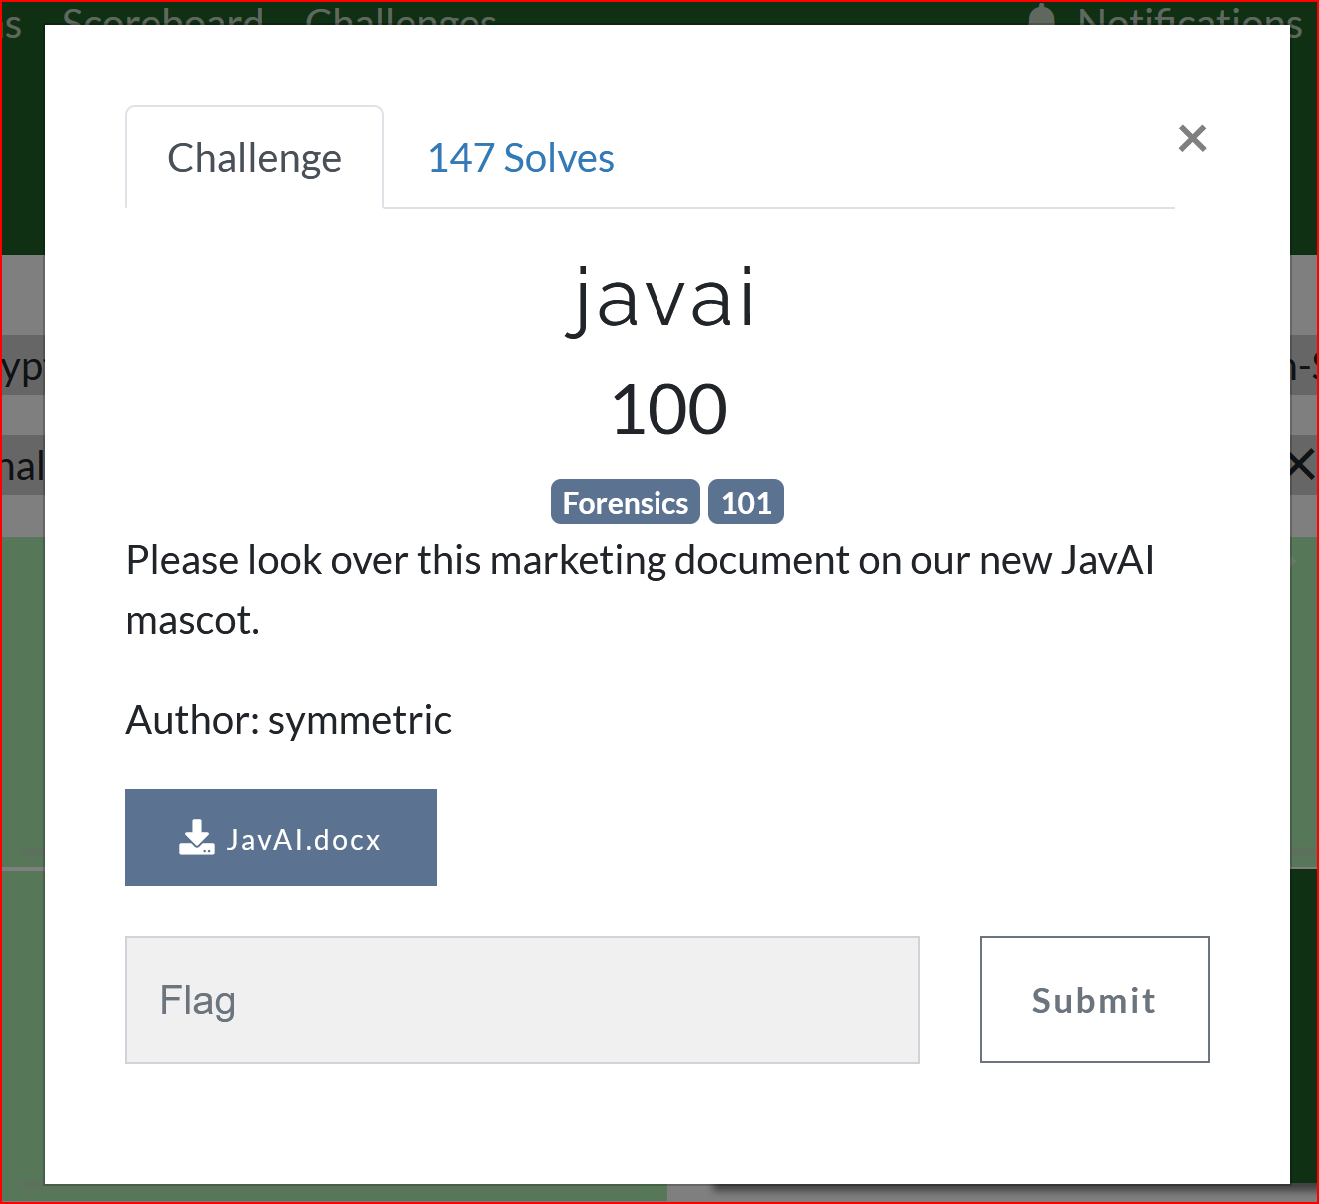 s Scoreboard Challenges Notifications
Challenge
147 Solves
×
javai
100
Forensics 101
Please look over this marketing document on our new JavAI
mascot.
Author: symmetric
JavAI.docx
Flag
Submit